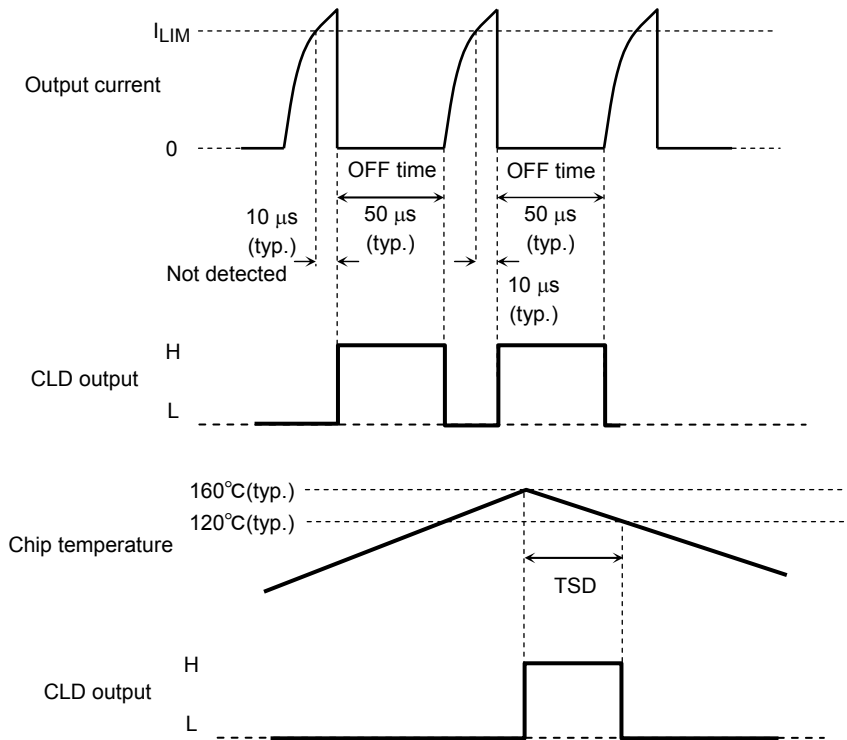 I_LIM
Output current
0
OFF time
OFF time
10 μs
(typ.)
50 μs
(typ.)
50 μs
(typ.)
Not detected
10 μs
(typ.)
H
CLD output
L
160℃(typ.)
120℃(typ.)
Chip temperature
TSD
H
CLD output
L